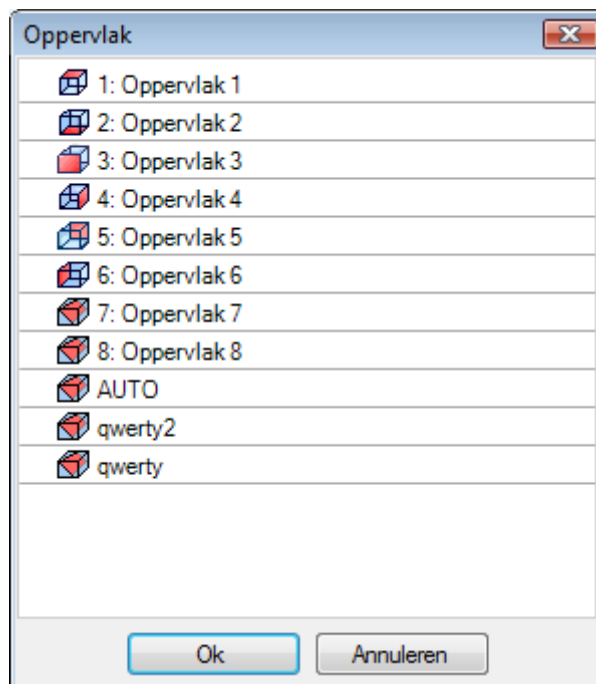 Oppervlak
1: Oppervlak 1
2: Oppervlak 2
3: Oppervlak 3
4: Oppervlak 4
5: Oppervlak 5
6: Oppervlak 6
7: Oppervlak 7
8: Oppervlak 8
AUTO
qwerty2
qwerty
Ok Annuleren